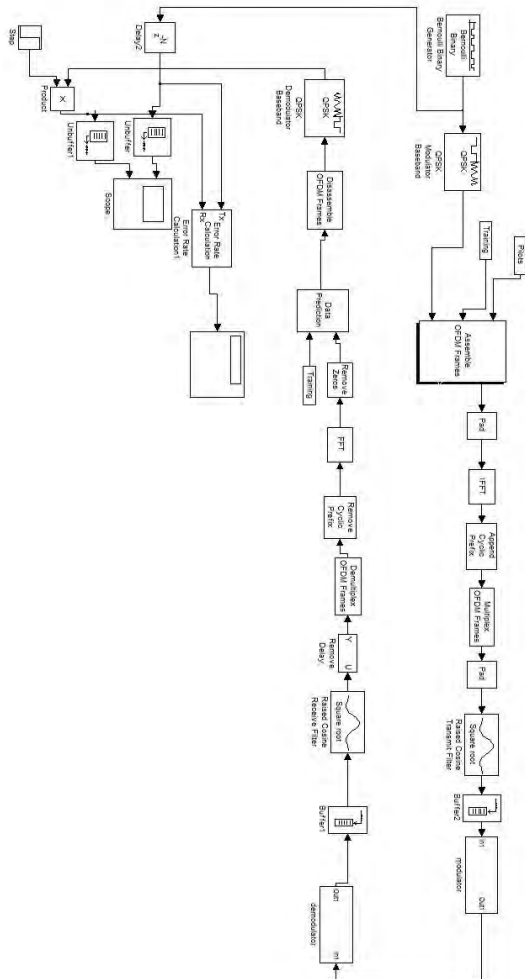 Bernoulli
Binary
Bernoulli Binary
Generator
QPSK
QPSK
Modulator
Baseband
Pilots
Training
Assemble
OFDM Frames
Pad
IFFT
Append
Cyclic
Prefix
Multiplex
OFDM Frames
Pad
Square root
Raised Cosine
Transmit Filter
Buffer2
In1
Out1
modulator
In1
Out1
demodulator
Buffer1
Square root
Raised Cosine
Receive Filter
U
Y
Remove
Delay
Demultiplex
OFDM Frames
Remove
Cyclic
Prefix
FFT
Remove
Zeros
Training
Data
Prediction
Disassemble
OFDM Frames
QPSK
QPSK
Demodulator
Baseband
-N
z
Delay2
Step
X
Product
Unbuffer
Unbuffer1
Scope
Tx
Rx
Error Rate
Calculation
Error Rate
Calculation1